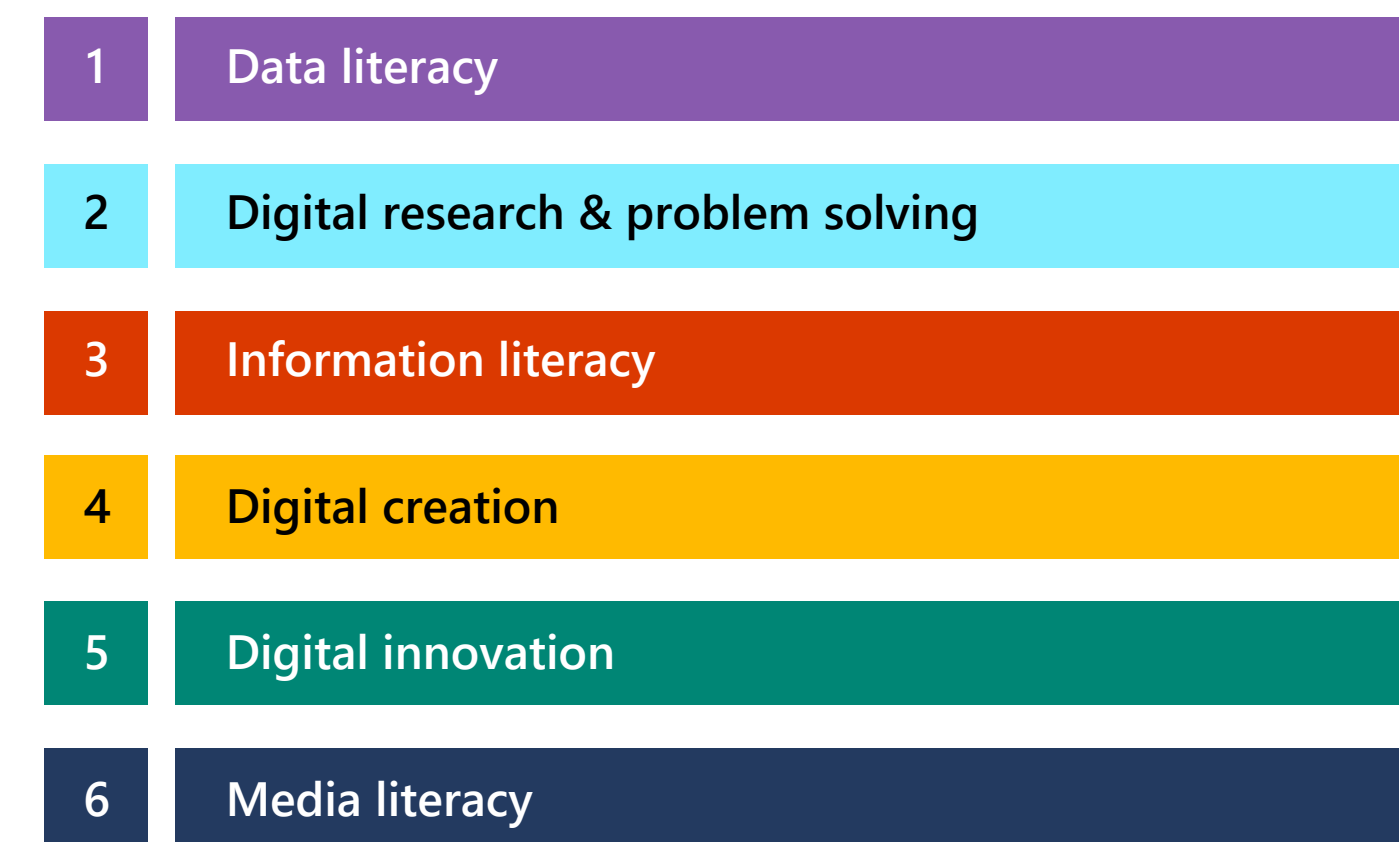 1 Data literacy
2 Digital research & problem solving
3 Information literacy
4 Digital creation
5 Digital innovation
6 Media literacy